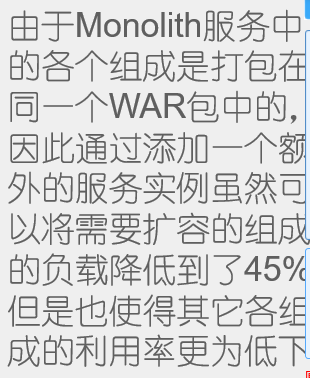 由于Monolith服务中
的各个组成是打包在
同一个WAR包中的，
因此通过添加一个额
外的服务实例虽然可
以将需要扩容的组成
的负载降低到了45%
但是也使得其它各组
成的利用率更为低下